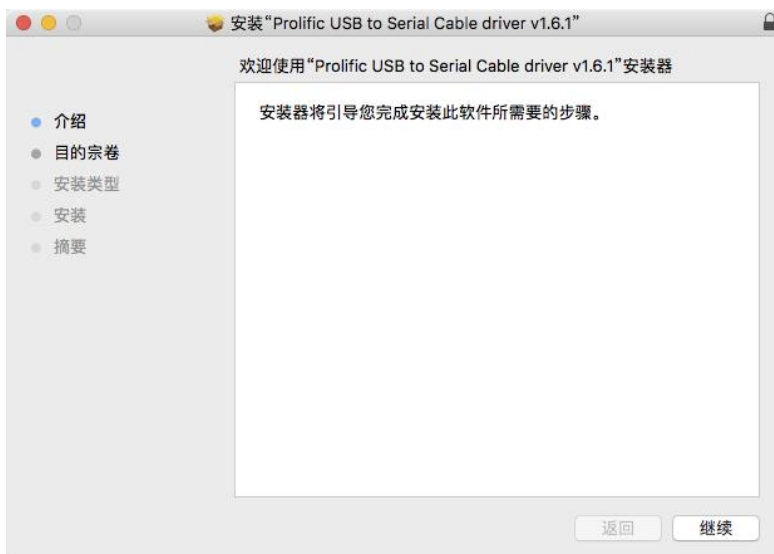 安装“Prolific USB to Serial Cable driver v1.6.1”
欢迎使用“Prolific USB to Serial Cable driver v1.6.1”安装器
介绍
目的宗卷
安装类型
安装
摘要
安装器将引导您完成安装此软件所需要的步骤。
返回
继续